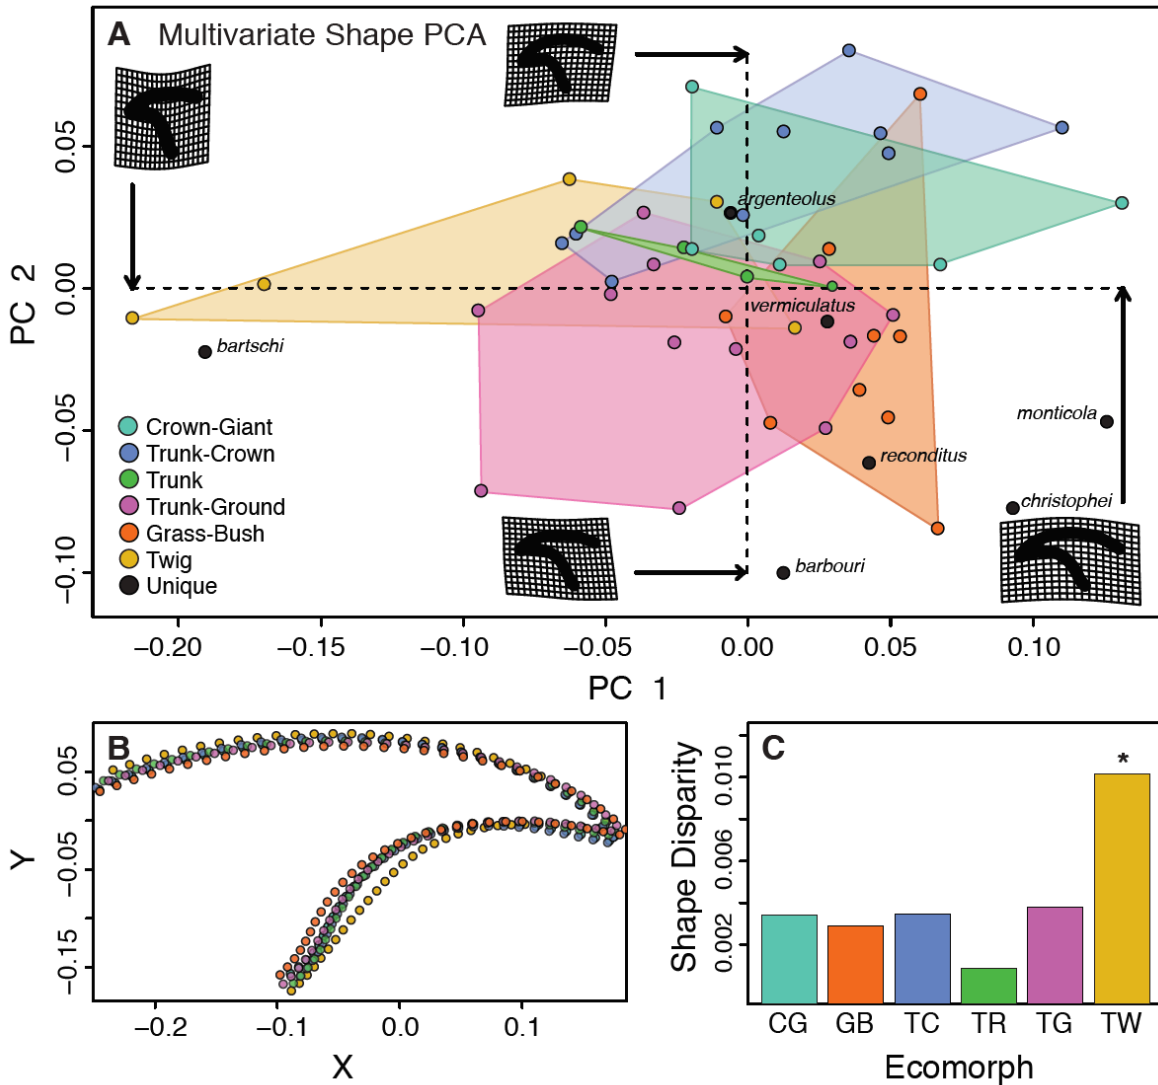 A Multivariate Shape PCA
argenteolus
vermiculatus
bartschi
monticola
reconditus
christophei
barbouri
Crown-Giant
Trunk-Crown
Trunk
Trunk-Ground
Grass-Bush
Twig
Unique
PC 2
0.05
0.00
−0.05
−0.10
−0.20
−0.15
−0.10
−0.05
0.00
0.05
0.10
PC 1
B
Y
0.05
−0.05
−0.15
−0.2
−0.1
0.0
0.1
X
C
*
Shape Disparity
0.010
0.006
0.002
CG
GB
TC
TR
TG
TW
Ecomorph